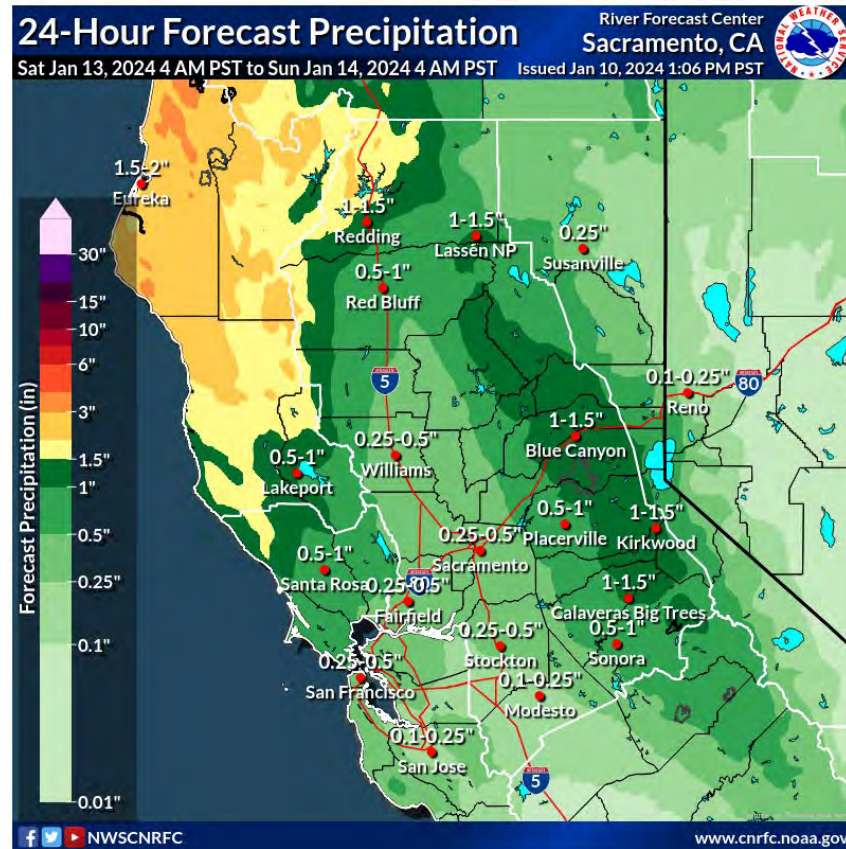 24-Hour Forecast Precipitation
River Forecast Center
Sacramento, CA
Sat Jan 13, 2024 4 AM PST to Sun Jan 14, 2024 4 AM PST
Issued Jan 10, 2024 1:06 PM PST
NATIONAL WEATHER SERVICE
1.5-2"
Eureka
1-1.5"
Redding
1-1.5"
Lassen NP
0.25"
Susanville
0.5-1"
Red Bluff
5
0.1-0.25"
Reno
80
1-1.5"
Blue Canyon
0.25-0.5"
Williams
0.5-1"
Lakeport
0.5-1"
Placerville
1-1.5"
Kirkwood
0.25-0.5"
Sacramento
0.5-1"
Santa Rosa
80
0.25-0.5"
Fairfield
1-1.5"
Calaveras Big Trees
0.5-1"
Sonora
0.25-0.5"
Stockton
0.25-0.5"
San Francisco
0.1-0.25"
Modesto
0.1-0.25"
San Jose
5
Forecast Precipitation (in)
30"
15"
10"
6"
3"
1.5"
1"
0.5"
0.25"
0.1"
0.01"
NWSCNRFC
www.cnrfc.noaa.gov